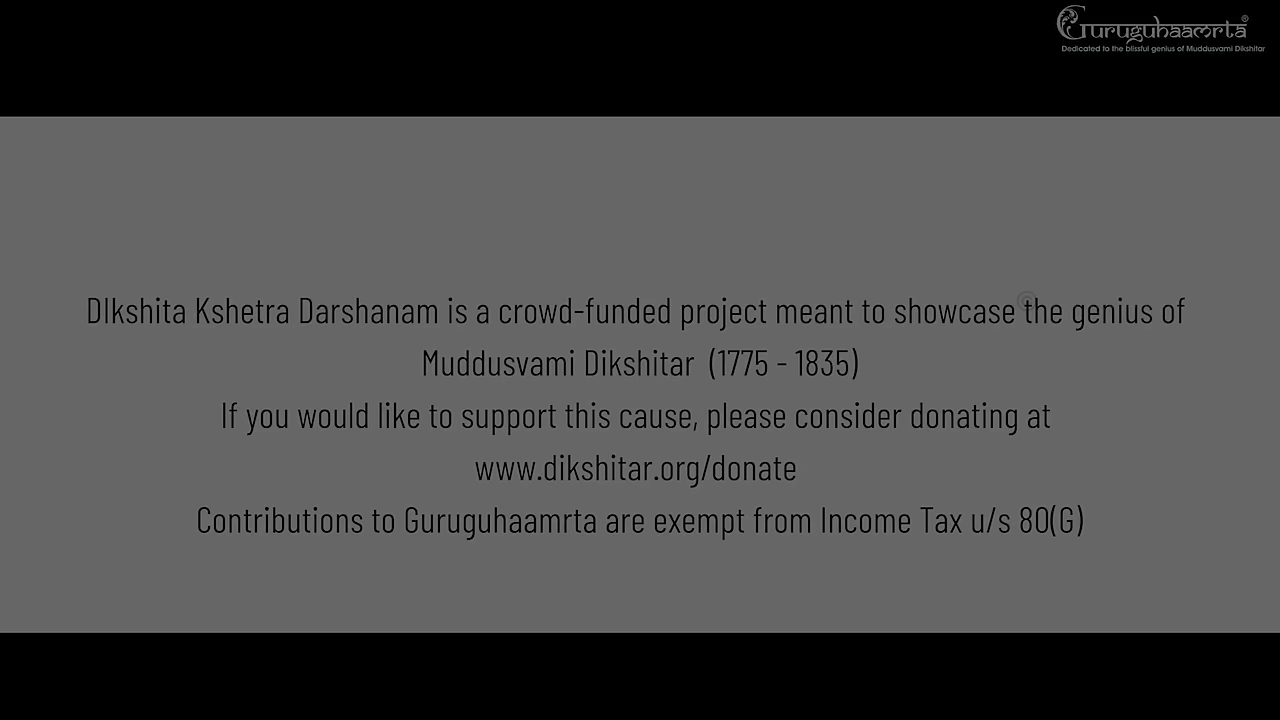 Guruguhaamrta®
Dedicated to the blissful genius of Muddusvami Dikshitar
DIkshita Kshetra Darshanam is a crowd-funded project meant to showcase the genius of
Muddusvami Dikshitar (1775 - 1835)
If you would like to support this cause, please consider donating at
www.dikshitar.org/donate
Contributions to Guruguhaamrta are exempt from Income Tax u/s 80(G)